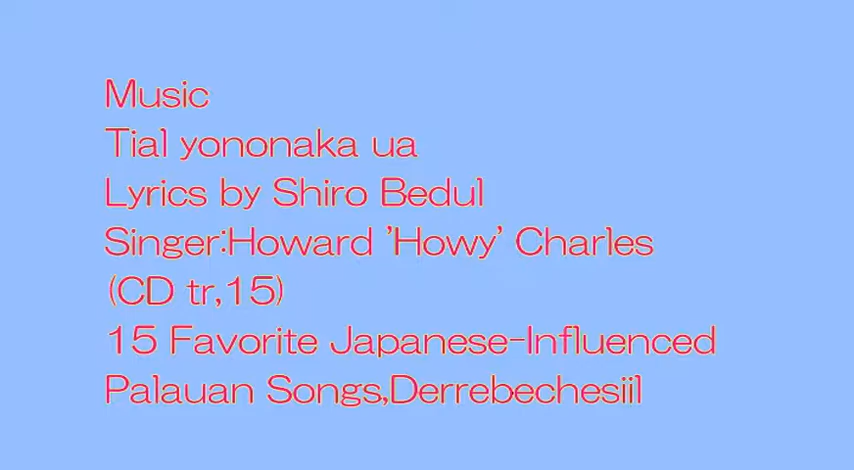 Music
Tial yononaka ua
Lyrics by Shiro Bedul
Singer:Howard 'Howy' Charles
(CD tr,15)
15 Favorite Japanese-Influenced
Palauan Songs,Derrebechesiil